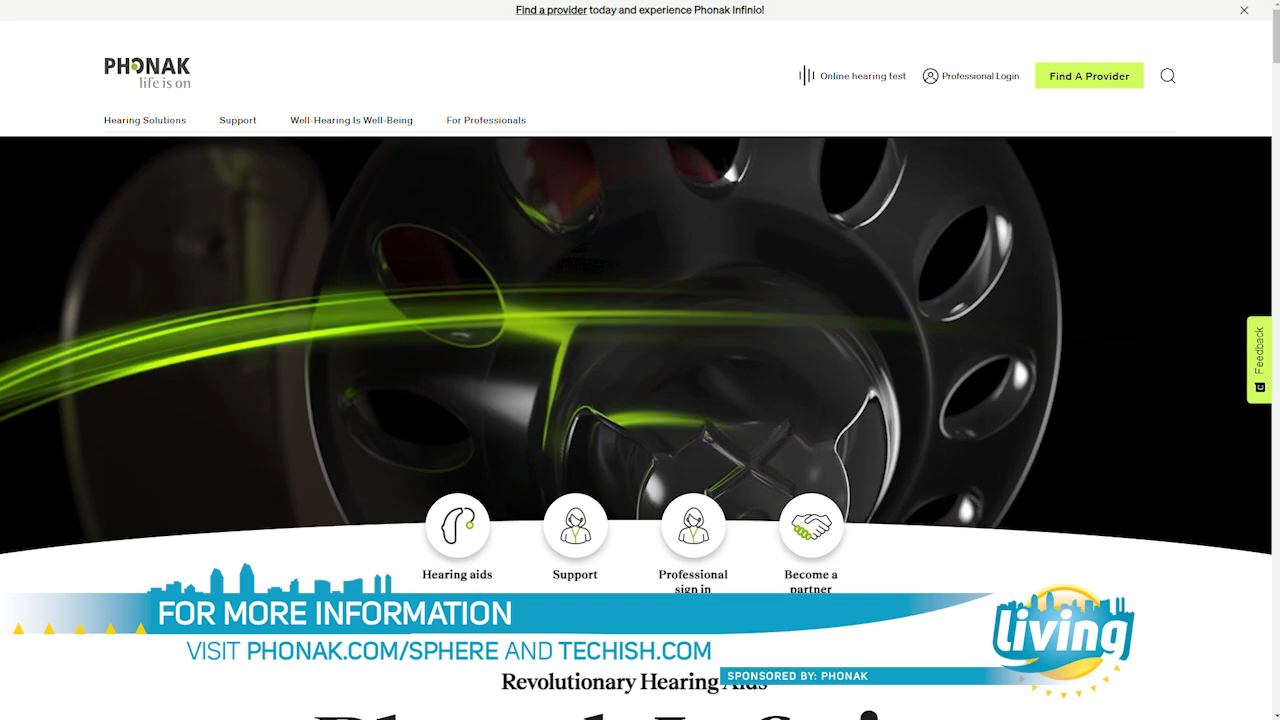 Find a provider today and experience Phonak Infinio!
PHONAK
life is on
Online hearing test
Professional Login
Find A Provider
Hearing Solutions
Support
Well-Hearing Is Well-Being
For Professionals
Feedback
Hearing aids
Support
Professional
sign in
Become a
partner
FOR MORE INFORMATION
VISIT PHONAK.COM/SPHERE AND TECHISH.COM
living
SPONSORED BY: PHONAK
Revolutionary Hearing Aids